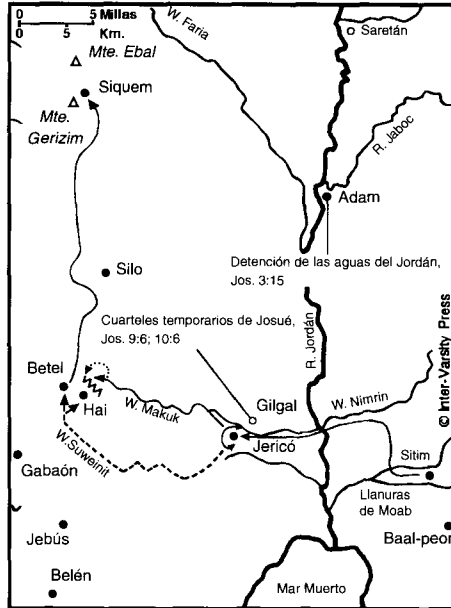 0 5 Millas
0 5 Km.
Mte. Ebal
W. Faria
Saretán
Siquem
Mte.
Gerizim
R. Jaboc
Adam
Detención de las aguas del Jordán,
Jos. 3:15
Silo
Cuarteles temporarios de Josué,
Jos. 9:6; 10:6
R. Jordán
© Inter-Varsity Press
Betel
Hai
W. Makuk
Gilgal
W. Nimrin
Jericó
W. Suweinit
Gabaón
Sitim
Llanuras
de Moab
Jebús
Baal-peor
Belén
Mar Muerto